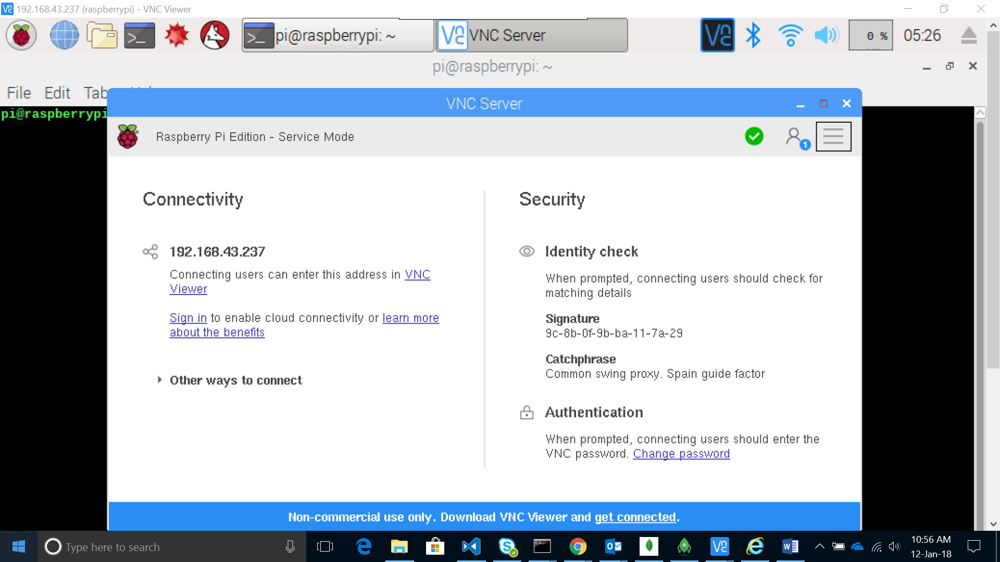 192.168.43.237 (raspberrypi) - VNC Viewer
pi@raspberrypi: ~
VNC Server
0 %
05:26
pi@raspberrypi: ~
File Edit Tab
VNC Server
pi@raspberrypi
Raspberry Pi Edition - Service Mode
1
Connectivity
192.168.43.237
Connecting users can enter this address in VNC
Viewer
Sign in to enable cloud connectivity or learn more
about the benefits
Other ways to connect
Security
Identity check
When prompted, connecting users should check for
matching details
Signature
9c-8b-0f-9b-ba-11-7a-29
Catchphrase
Common swing proxy. Spain guide factor
Authentication
When prompted, connecting users should enter the
VNC password. Change password
Non-commercial use only. Download VNC Viewer and get connected.
Type here to search
10:56 AM
12-Jan-18